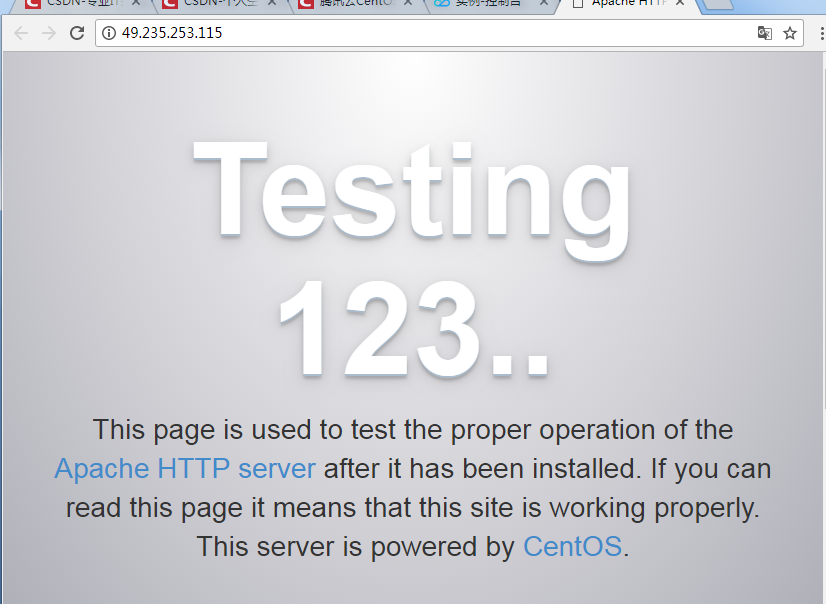 CSDN-专业IT
CSDN-个人空
腾讯云CentO
实例-控制台
Apache HTTP
49.235.253.115
Testing
123..
This page is used to test the proper operation of the
Apache HTTP server after it has been installed. If you can
read this page it means that this site is working properly.
This server is powered by CentOS.